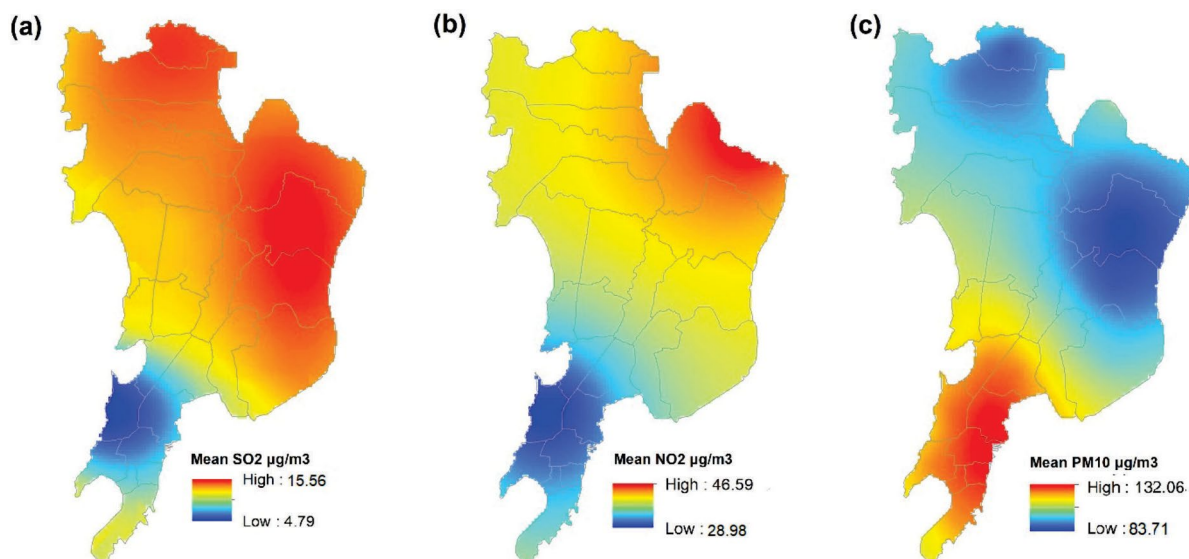 (a)
(b)
(c)
Mean SO2 µg/m3
High : 15.56
Low : 4.79
Mean NO2 µg/m3
High : 46.59
Low : 28.98
Mean PM10 µg/m3
High : 132.06
Low : 83.71